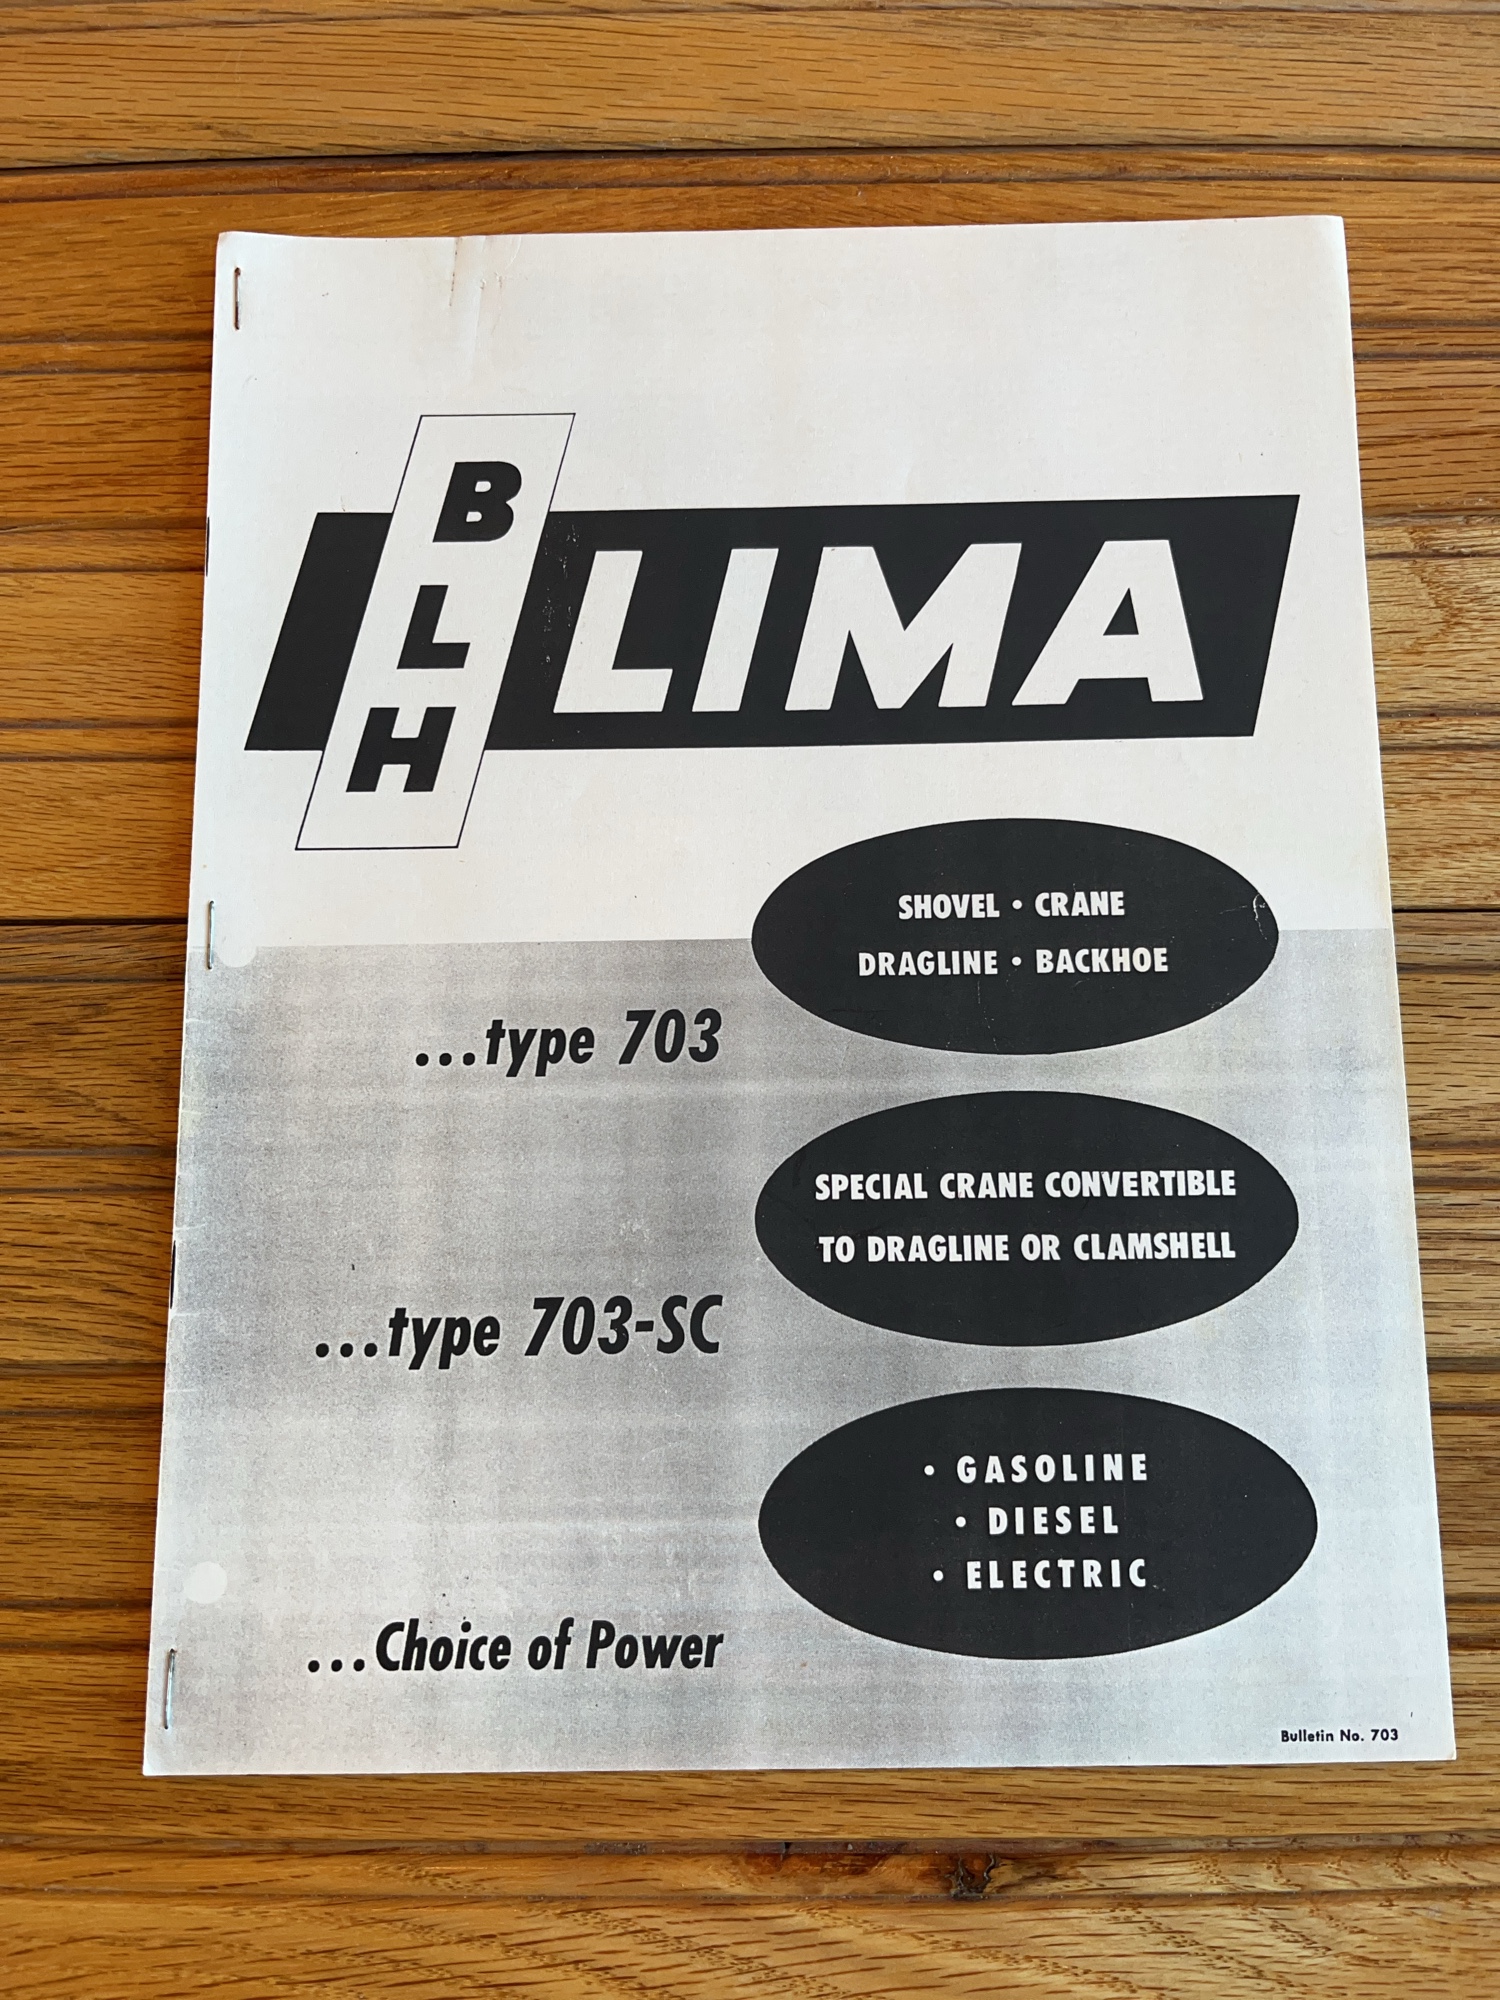 BLH
LIMA
SHOVEL • CRANE
DRAGLINE • BACKHOE
...type 703
SPECIAL CRANE CONVERTIBLE
TO DRAGLINE OR CLAMSHELL
...type 703-SC
• GASOLINE
• DIESEL
• ELECTRIC
...Choice of Power
Bulletin No. 703